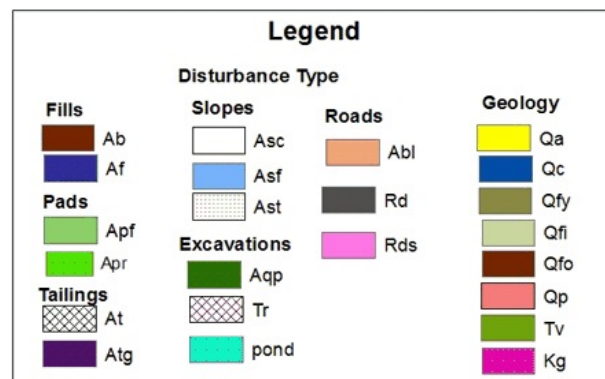 Legend
Disturbance Type
Fills
Ab
Af
Pads
Apf
Apr
Tailings
At
Atg
Slopes
Asc
Asf
Ast
Excavations
Aqp
Tr
pond
Roads
Abl
Rd
Rds
Geology
Qa
Qc
Qfy
Qfi
Qfo
Qp
Tv
Kg